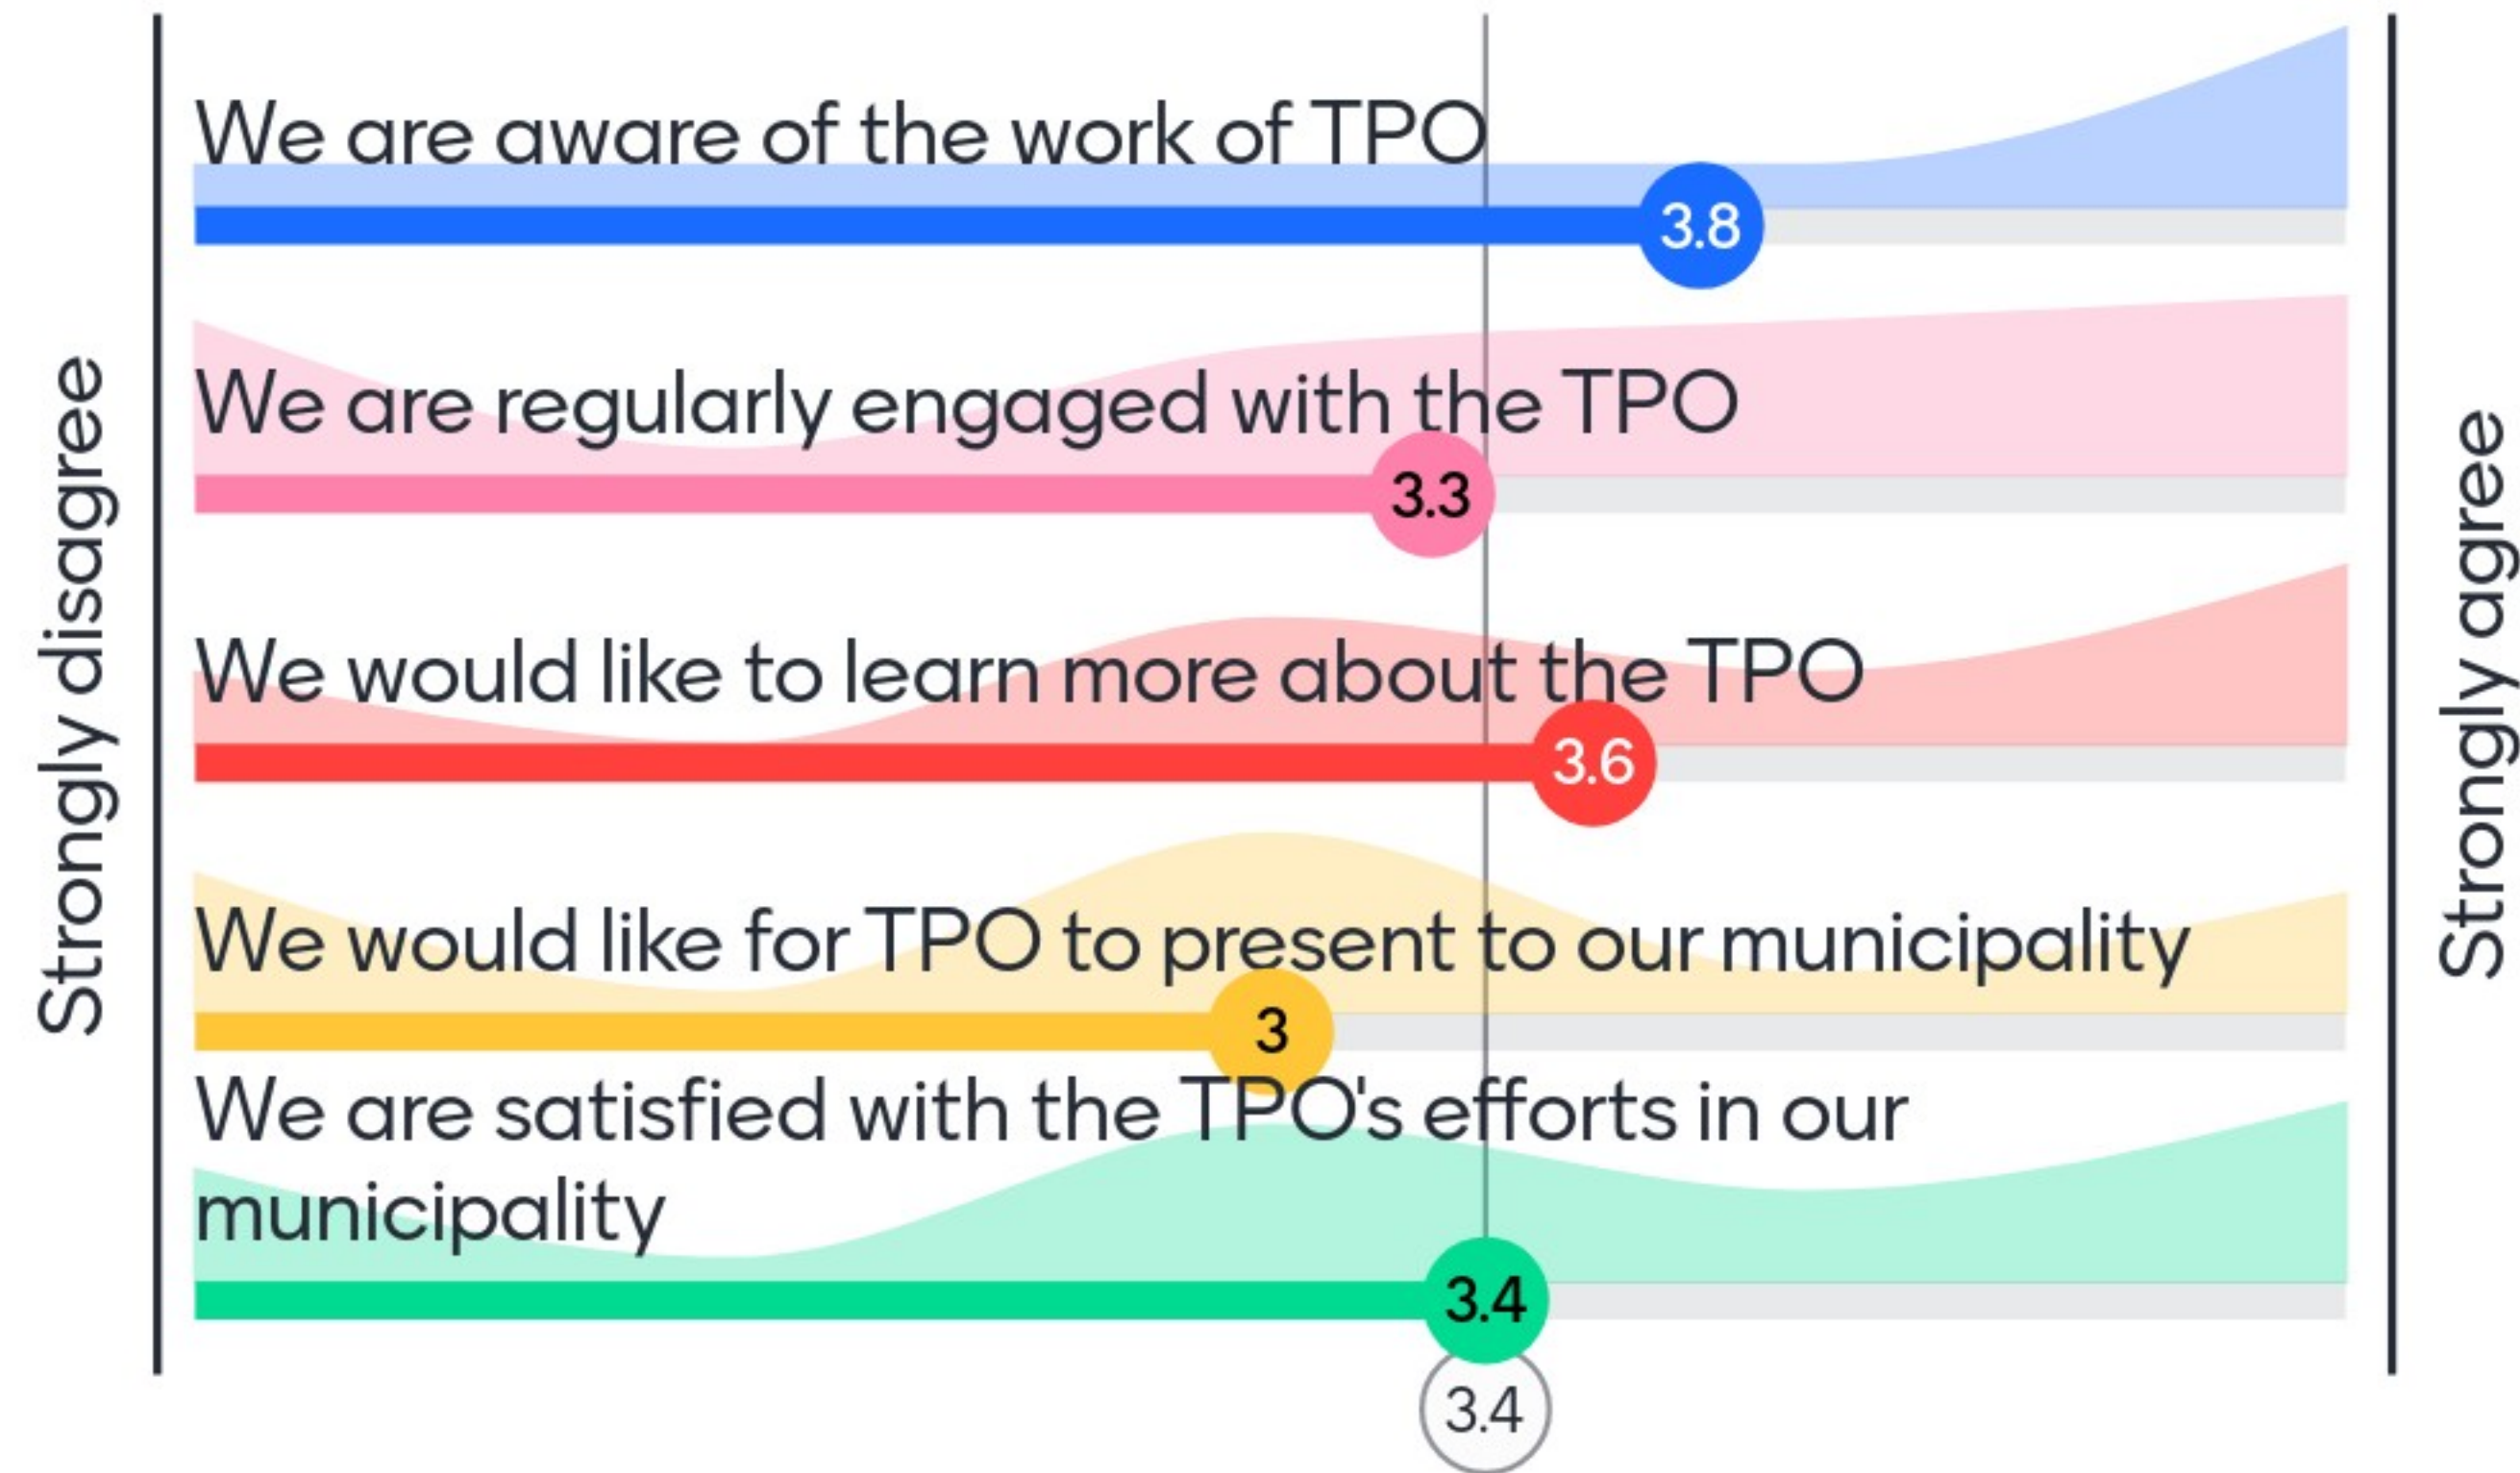 Strongly disagree
We are aware of the work of TPO
3.8
We are regularly engaged with the TPO
3.3
We would like to learn more about the TPO
3.6
We would like for TPO to present to our municipality
3
We are satisfied with the TPO's efforts in our
municipality
3.4
3.4
Strongly agree